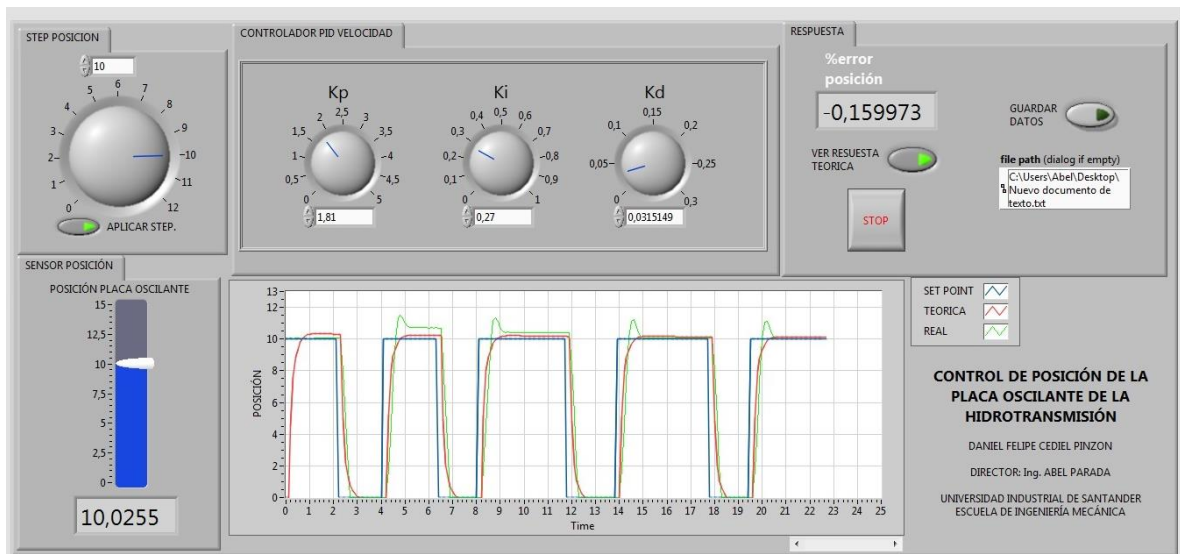 STEP POSICION
10
0
1
2
3
4
5
6
7
8
9
10
11
12
APLICAR STEP.
CONTROLADOR PID VELOCIDAD
Kp
0
0,5
1
1,5
2
2,5
3
3,5
4
4,5
5
1,81
Ki
0
0,1
0,2
0,3
0,4
0,5
0,6
0,7
0,8
0,9
1
0,27
Kd
0
0,05
0,1
0,15
0,2
0,25
0,3
0,0315149
RESPUESTA
%error
posición
-0,159973
VER RESUESTA
TEORICA
STOP
GUARDAR
DATOS
file path (dialog if empty)
C:\Users\Abel\Desktop\
Nuevo documento de
texto.txt
SENSOR POSICIÓN
POSICIÓN PLACA OSCILANTE
15
12,5
10
7,5
5
2,5
0
10,0255
POSICIÓN
13
12
10
8
6
4
2
0
0 1 2 3 4 5 6 7 8 9 10 11 12 13 14 15 16 17 18 19 20 21 22 23 24 25
Time
SET POINT
TEORICA
REAL
CONTROL DE POSICIÓN DE LA
PLACA OSCILANTE DE LA
HIDROTRANSMISIÓN
DANIEL FELIPE CEDIEL PINZON
DIRECTOR: Ing. ABEL PARADA
UNIVERSIDAD INDUSTRIAL DE SANTANDER
ESCUELA DE INGENIERÍA MECÁNICA